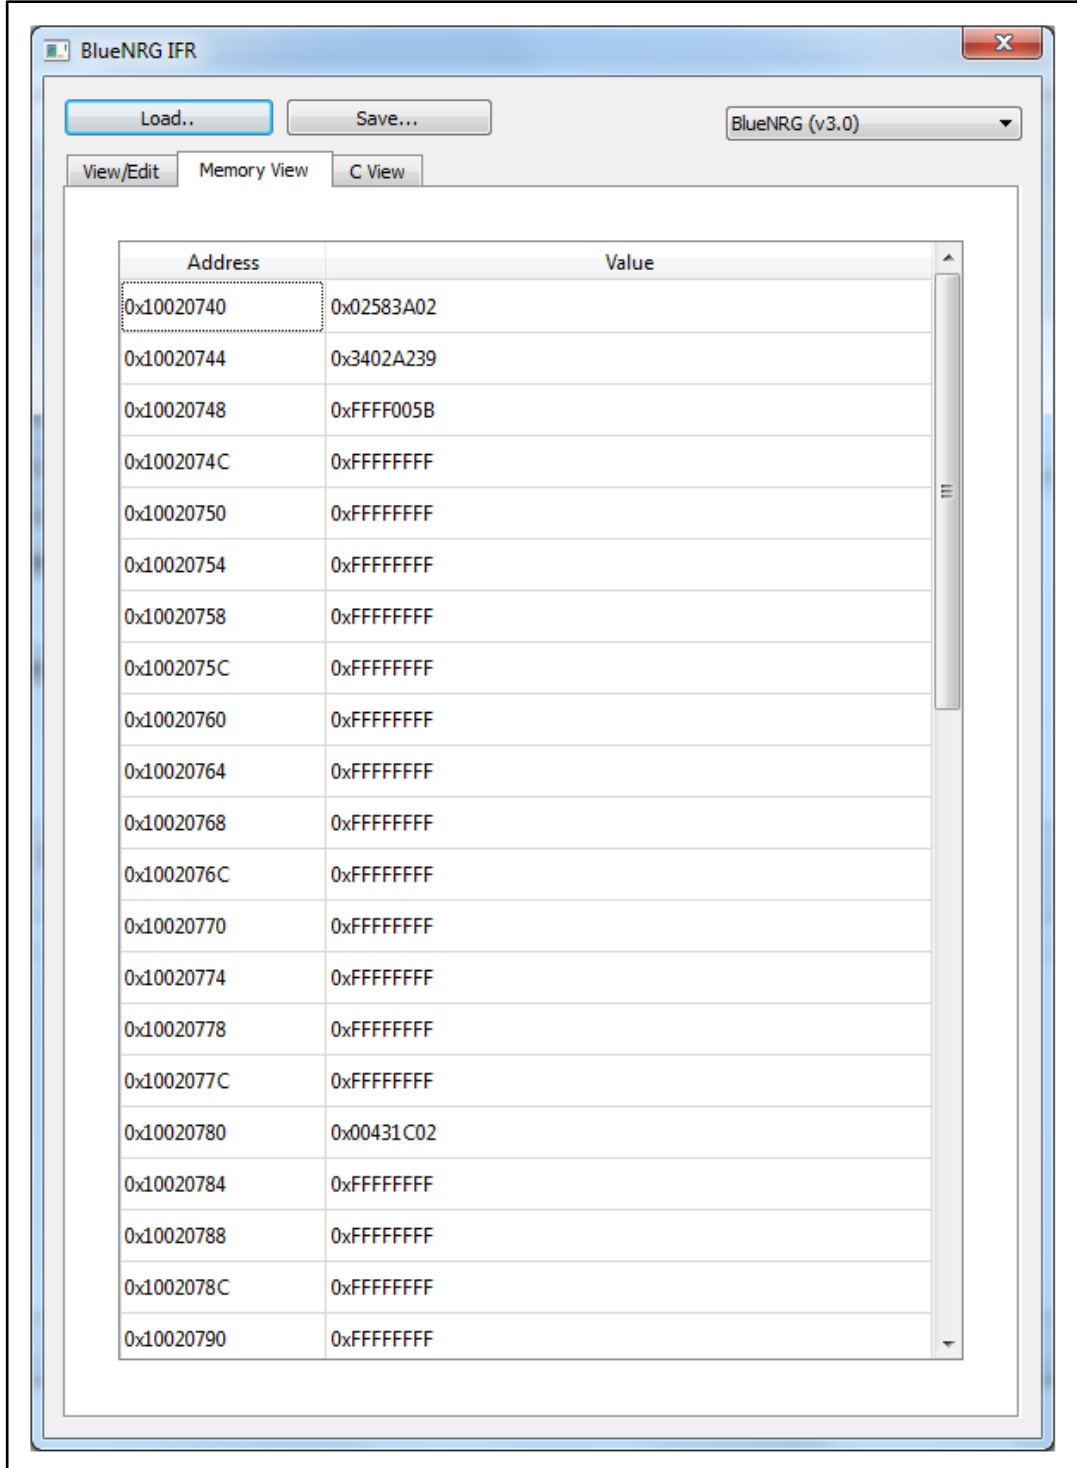 BlueNRG IFR
Load..  Save...  BlueNRG (v3.0)
View/Edit  Memory View  C View
Address  Value
0x10020740  0x02583A02
0x10020744  0x3402A239
0x10020748  0xFFFF005B
0x1002074C  0xFFFFFFFF
0x10020750  0xFFFFFFFF
0x10020754  0xFFFFFFFF
0x10020758  0xFFFFFFFF
0x1002075C  0xFFFFFFFF
0x10020760  0xFFFFFFFF
0x10020764  0xFFFFFFFF
0x10020768  0xFFFFFFFF
0x1002076C  0xFFFFFFFF
0x10020770  0xFFFFFFFF
0x10020774  0xFFFFFFFF
0x10020778  0xFFFFFFFF
0x1002077C  0xFFFFFFFF
0x10020780  0x00431C02
0x10020784  0xFFFFFFFF
0x10020788  0xFFFFFFFF
0x1002078C  0xFFFFFFFF
0x10020790  0xFFFFFFFF